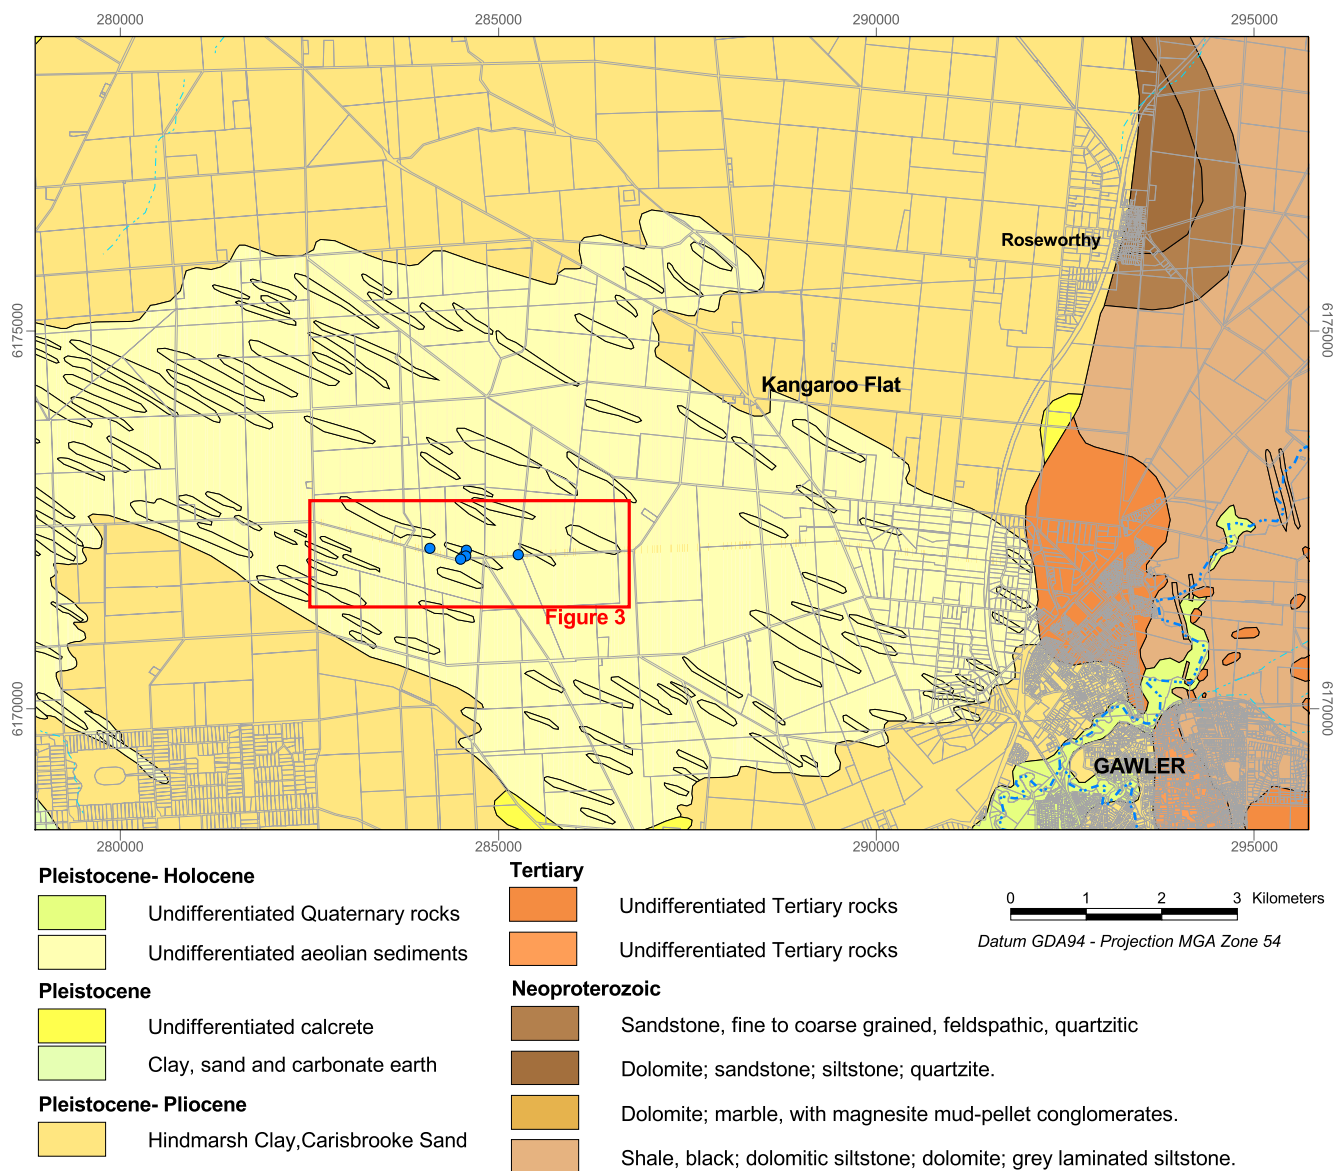 280000
285000
290000
295000
Roseworthy
6175000
6175000
Kangaroo Flat
Figure 3
6170000
6170000
GAWLER
280000
285000
290000
295000
Pleistocene- Holocene
Undifferentiated Quaternary rocks
Undifferentiated aeolian sediments
Pleistocene
Undifferentiated calcrete
Clay, sand and carbonate earth
Pleistocene- Pliocene
Hindmarsh Clay,Carisbrooke Sand
Tertiary
Undifferentiated Tertiary rocks
Undifferentiated Tertiary rocks
Neoproterozoic
Sandstone, fine to coarse grained, feldspathic, quartzitic
Dolomite; sandstone; siltstone; quartzite.
Dolomite; marble, with magnesite mud-pellet conglomerates.
Shale, black; dolomitic siltstone; dolomite; grey laminated siltstone.
0 1 2 3 Kilometers
Datum GDA94 - Projection MGA Zone 54